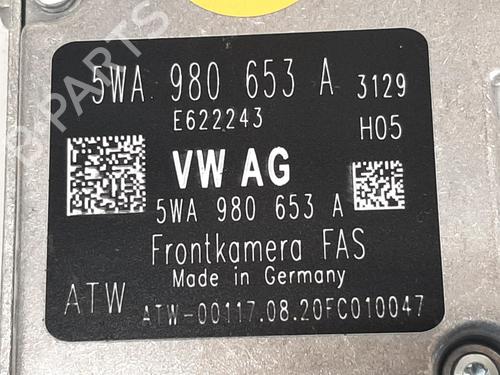 B-PARTS
5WA 980 653 A 3129
E622243 H05
VW AG
5WA 980 653 A
Frontkamera FAS
Made in Germany
ATW ATW-00117.08.20FC010047